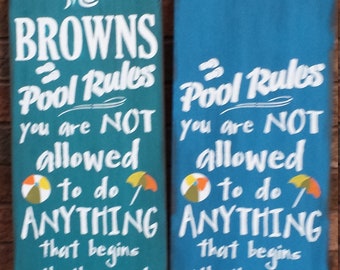 BROWNS
Pool Rules
you are NOT
allowed
to do
ANYTHING
that begins
Pool Rules
you are NOT
allowed
to do
ANYTHING
that begins